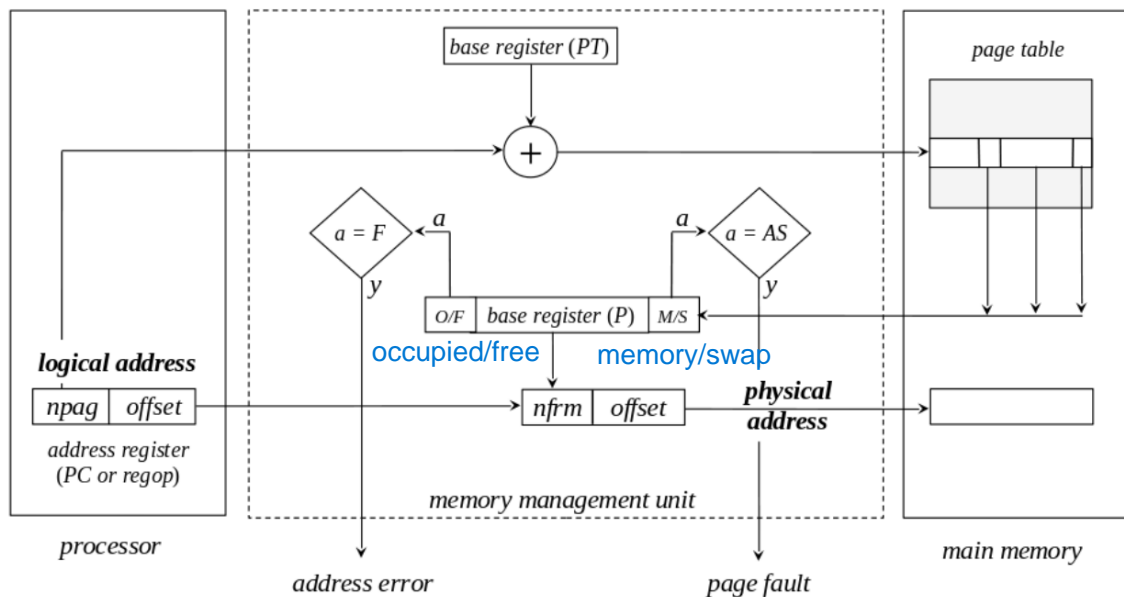 base register (PT)
page table
+
a = F
a
a
a = AS
y
y
O/F
base register (P)
M/S
occupied/free
memory/swap
logical address
npag
offset
nfrm
offset
physical
address
address register
(PC or regop)
memory management unit
processor
main memory
address error
page fault